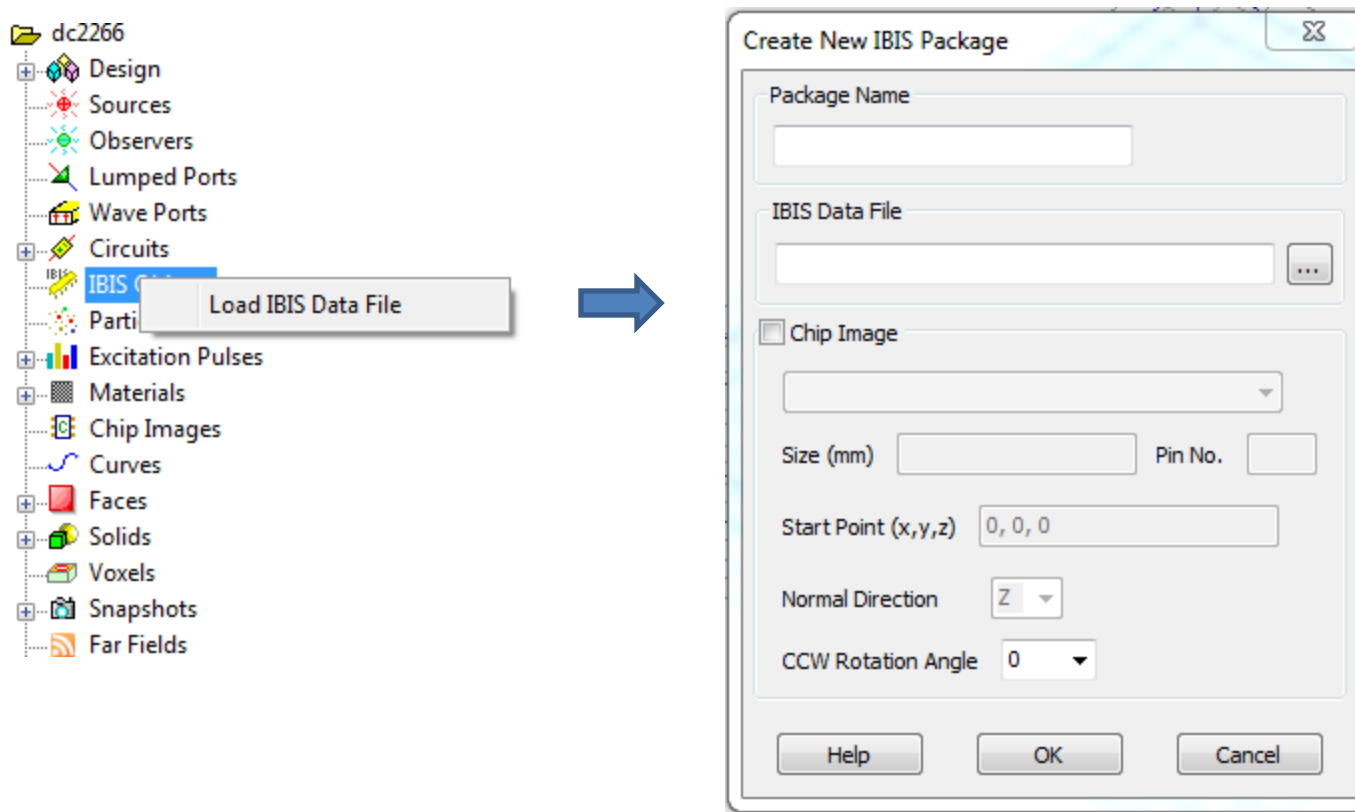 dc2266
Design
Sources
Observers
Lumped Ports
Wave Ports
Circuits
IBIS
Load IBIS Data File
Excitation Pulses
Materials
Chip Images
Curves
Faces
Solids
Voxels
Snapshots
Far Fields
Create New IBIS Package
Package Name
IBIS Data File
...
Chip Image
Size (mm) Pin No.
Start Point (x,y,z) 0, 0, 0
Normal Direction Z
CCW Rotation Angle 0
Help OK Cancel